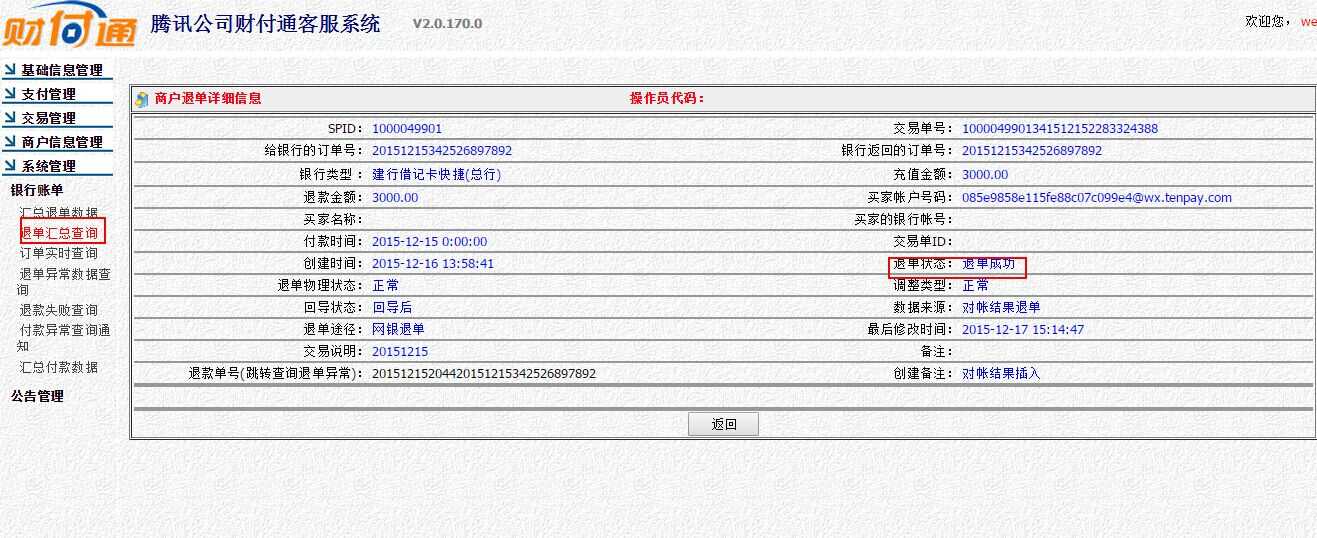 财付通 腾讯公司财付通客服系统 V2.0.170.0 欢迎您， we
基础信息管理
支付管理
交易管理
商户信息管理
系统管理
银行账单
汇总退单数据
退单汇总查询
订单实时查询
退单异常数据查
询
退款失败查询
付款异常查询通
知
汇总付款数据
公告管理
商户退单详细信息 操作员代码：
SPID： 1000049901 交易单号： 1000049901341512152283324388
给银行的订单号： 20151215342526897892 银行返回的订单号： 20151215342526897892
银行类型 ： 建行借记卡快捷(总行) 充值金额： 3000.00
退款金额： 3000.00 买家帐户号码： 085e9858e115fe88c07c099e4@wx.tenpay.com
买家名称： 买家的银行帐号：
付款时间： 2015-12-15 0:00:00 交易单ID：
创建时间： 2015-12-16 13:58:41 退单状态： 退单成功
退单物理状态： 正常 调整类型： 正常
回导状态： 回导后 数据来源： 对帐结果退单
退单途径： 网银退单 最后修改时间： 2015-12-17 15:14:47
交易说明： 20151215 备注：
退款单号(跳转查询退单异常)： 201512152044201512153425​26897892 创建备注： 对帐结果插入
返回